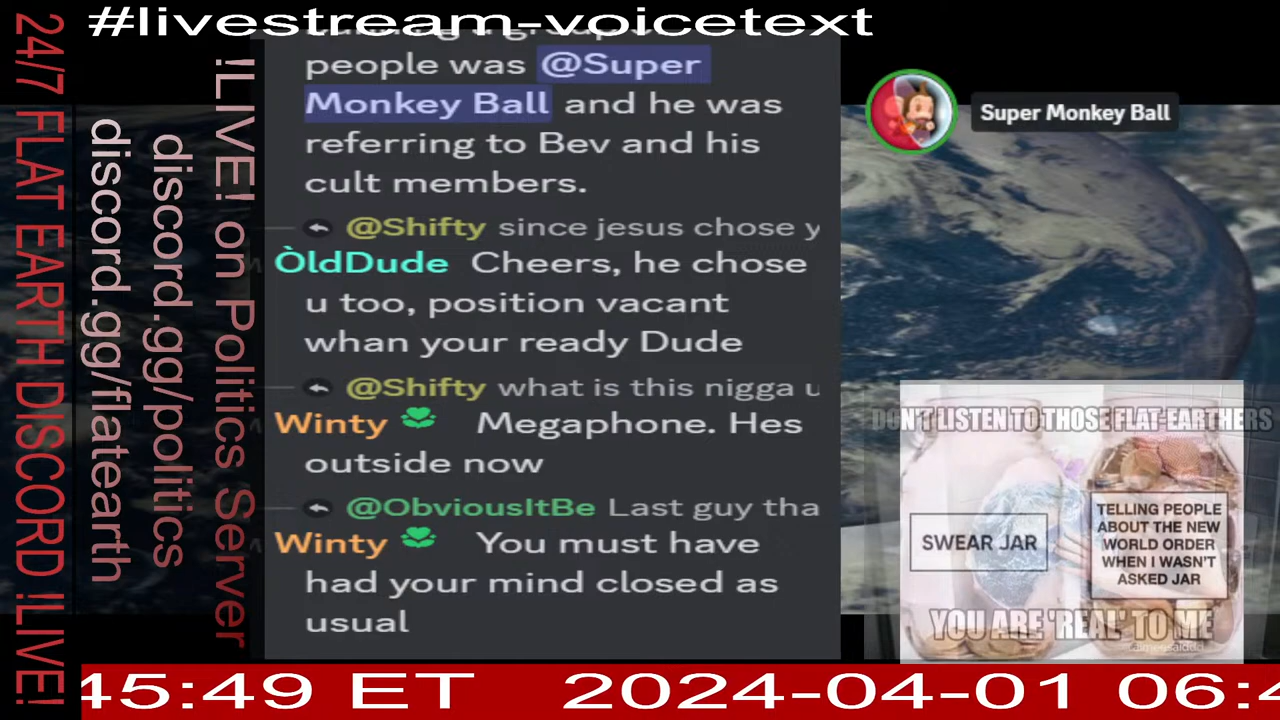 #livestream-voicetext
24/7 FLAT EARTH DISCORD !LIVE!
discord.gg/flatearth
discord.gg/politics
!LIVE! on Politics Server
people was @Super
Monkey Ball and he was
referring to Bev and his
cult members.
@Shifty since jesus chose y
ÒldDude Cheers, he chose
u too, position vacant
whan your ready Dude
@Shifty what is this nigga u
Winty Megaphone. Hes
outside now
@ObviousItBe Last guy tha
Winty You must have
had your mind closed as
usual
Super Monkey Ball
DON'T LISTEN TO THOSE FLAT EARTHERS
SWEAR JAR
TELLING PEOPLE
ABOUT THE NEW
WORLD ORDER
WHEN I WASN'T
ASKED JAR
YOU ARE 'REAL' TO ME
45:49 ET 2024-04-01 06:4